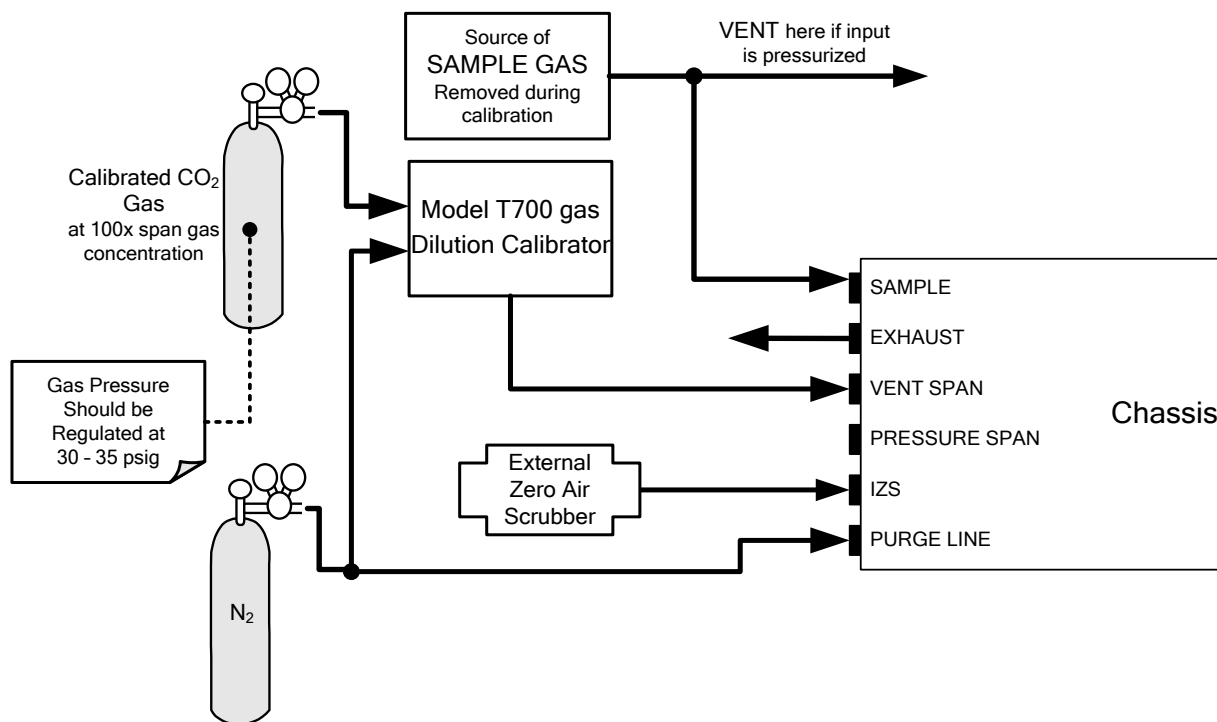 Source of
SAMPLE GAS
Removed during
calibration
VENT here if input
is pressurized
Calibrated CO₂
Gas
at 100x span gas
concentration
Model T700 gas
Dilution Calibrator
Gas Pressure
Should be
Regulated at
30 - 35 psig
External
Zero Air
Scrubber
N₂
SAMPLE
EXHAUST
VENT SPAN
PRESSURE SPAN
IZS
PURGE LINE
Chassis